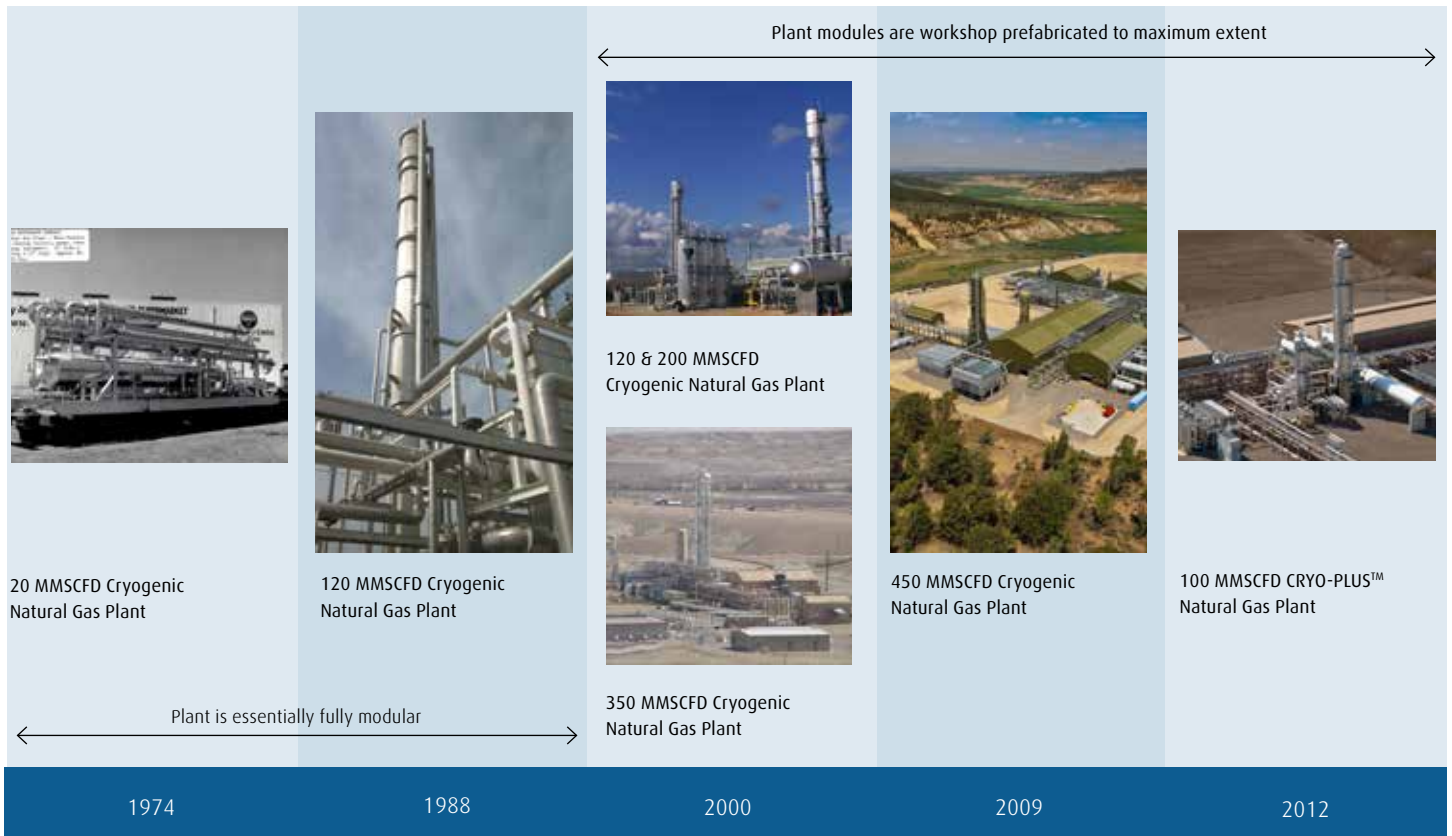 Plant modules are workshop prefabricated to maximum extent
20 MMSCFD Cryogenic
Natural Gas Plant
120 MMSCFD Cryogenic
Natural Gas Plant
120 & 200 MMSCFD
Cryogenic Natural Gas Plant
350 MMSCFD Cryogenic
Natural Gas Plant
450 MMSCFD Cryogenic
Natural Gas Plant
100 MMSCFD CRYO-PLUS™
Natural Gas Plant
Plant is essentially fully modular
1974
1988
2000
2009
2012